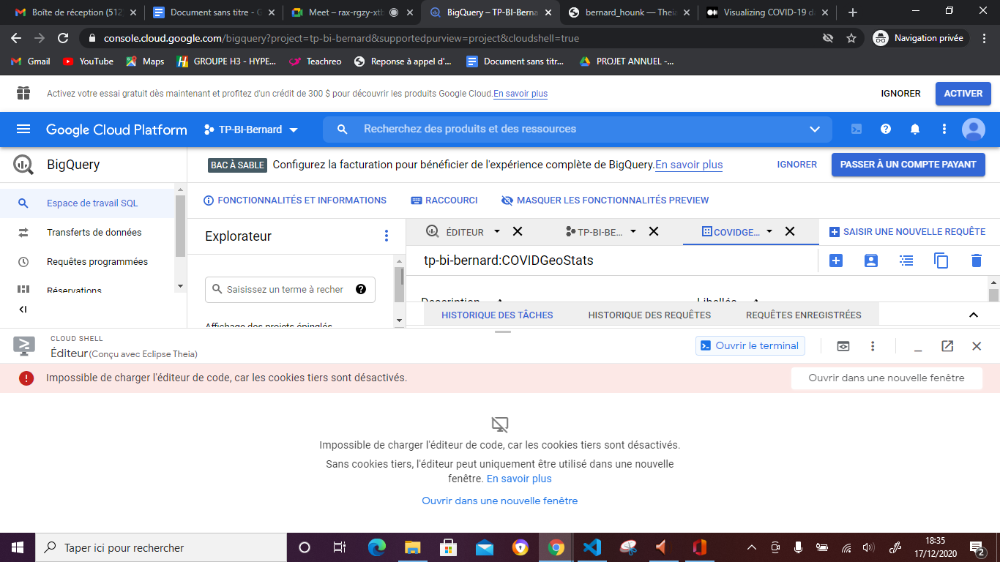 Boîte de réception (512
Document sans titre - G
Meet – rax-rgzy-xtb
BigQuery – TP-BI-Berna
bernard_hounk — Theia
Visualizing COVID-19 da
console.cloud.google.com/bigquery?project=tp-bi-bernard&supportedpurview=project&cloudshell=true
Navigation privée
Gmail
YouTube
Maps
GROUPE H3 - HYPE...
Teachreo
Reponse à appel d'...
Document sans titr...
PROJET ANNUEL -...
Activez votre essai gratuit dès maintenant et profitez d'un crédit de 300 $ pour découvrir les produits Google Cloud.En savoir plus
IGNORER
ACTIVER
Google Cloud Platform
TP-BI-Bernard
Recherchez des produits et des ressources
BigQuery
BAC À SABLE
Configurez la facturation pour bénéficier de l'expérience complète de BigQuery.En savoir plus
IGNORER
PASSER À UN COMPTE PAYANT
Espace de travail SQL
Transferts de données
Requêtes programmées
Réservations
FONCTIONNALITÉS ET INFORMATIONS
RACCOURCI
MASQUER LES FONCTIONNALITÉS PREVIEW
Explorateur
Saisissez un terme à recher
Affichage des projets épinglés
ÉDITEUR
TP-BI-BE...
COVIDGE...
SAISIR UNE NOUVELLE REQUÊTE
tp-bi-bernard:COVIDGeoStats
Description
Libellés
HISTORIQUE DES TÂCHES
HISTORIQUE DES REQUÊTES
REQUÊTES ENREGISTRÉES
CLOUD SHELL
Éditeur (Conçu avec Eclipse Theia)
Ouvrir le terminal
Impossible de charger l'éditeur de code, car les cookies tiers sont désactivés.
Ouvrir dans une nouvelle fenêtre
Impossible de charger l'éditeur de code, car les cookies tiers sont désactivés.
Sans cookies tiers, l'éditeur peut uniquement être utilisé dans une nouvelle
fenêtre. En savoir plus
Ouvrir dans une nouvelle fenêtre
Taper ici pour rechercher
18:35
17/12/2020
2